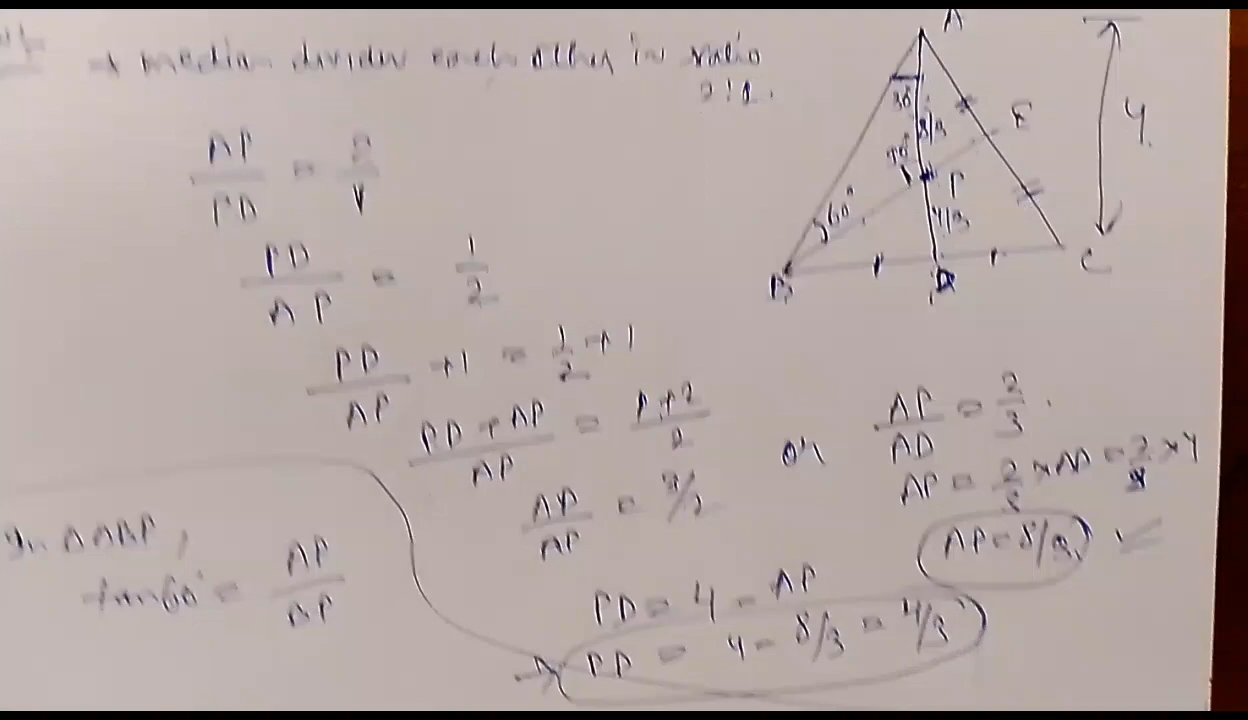 → median divides each other in ratio
2:1.
AP/PD = 2/1
PD/AP = 1/2
PD/AP + 1 = 1/2 + 1
PD + AP/AP = 1+2/2
AD/AP = 3/2
or
AP/AD = 2/3.
AP = 2/3 × AD = 2/3 × 4
AP = 8/3
PD = 4 - AP
PD = 4 - 8/3 = 4/3
In ΔABP,
tan60° = AP/BP
A
30°
8/3
E
4
90°
P
60°
4/3
B
D
C